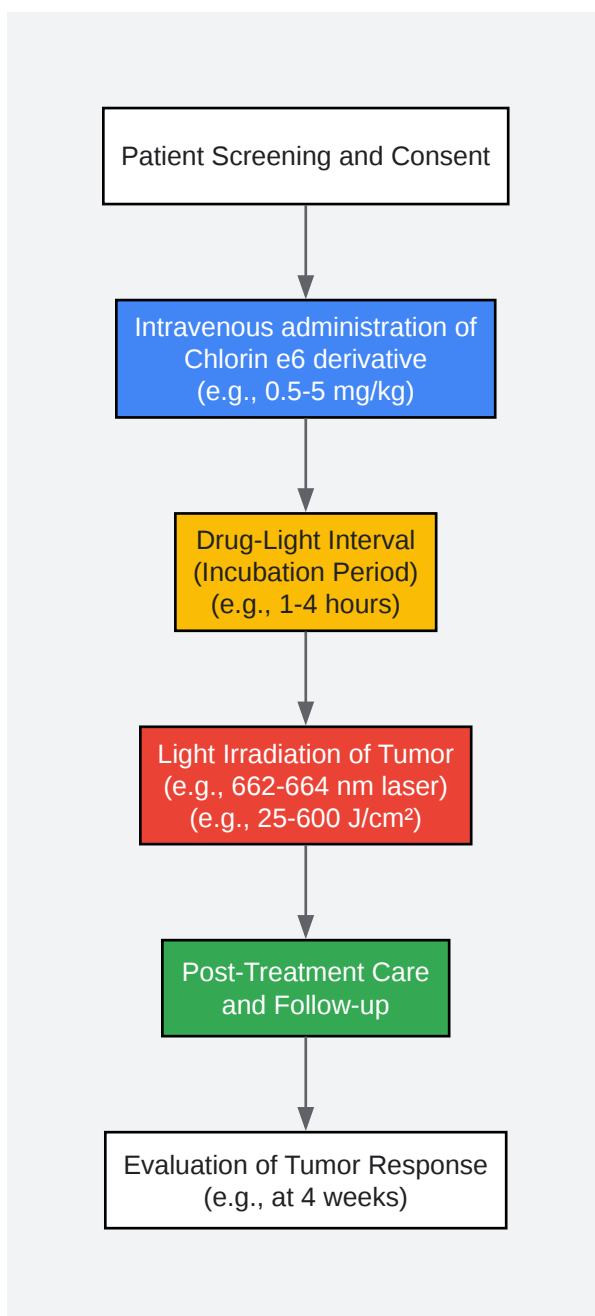 Patient Screening and Consent
Intravenous administration of
Chlorin e6 derivative
(e.g., 0.5-5 mg/kg)
Drug-Light Interval
(Incubation Period)
(e.g., 1-4 hours)
Light Irradiation of Tumor
(e.g., 662-664 nm laser)
(e.g., 25-600 J/cm²)
Post-Treatment Care
and Follow-up
Evaluation of Tumor Response
(e.g., at 4 weeks)